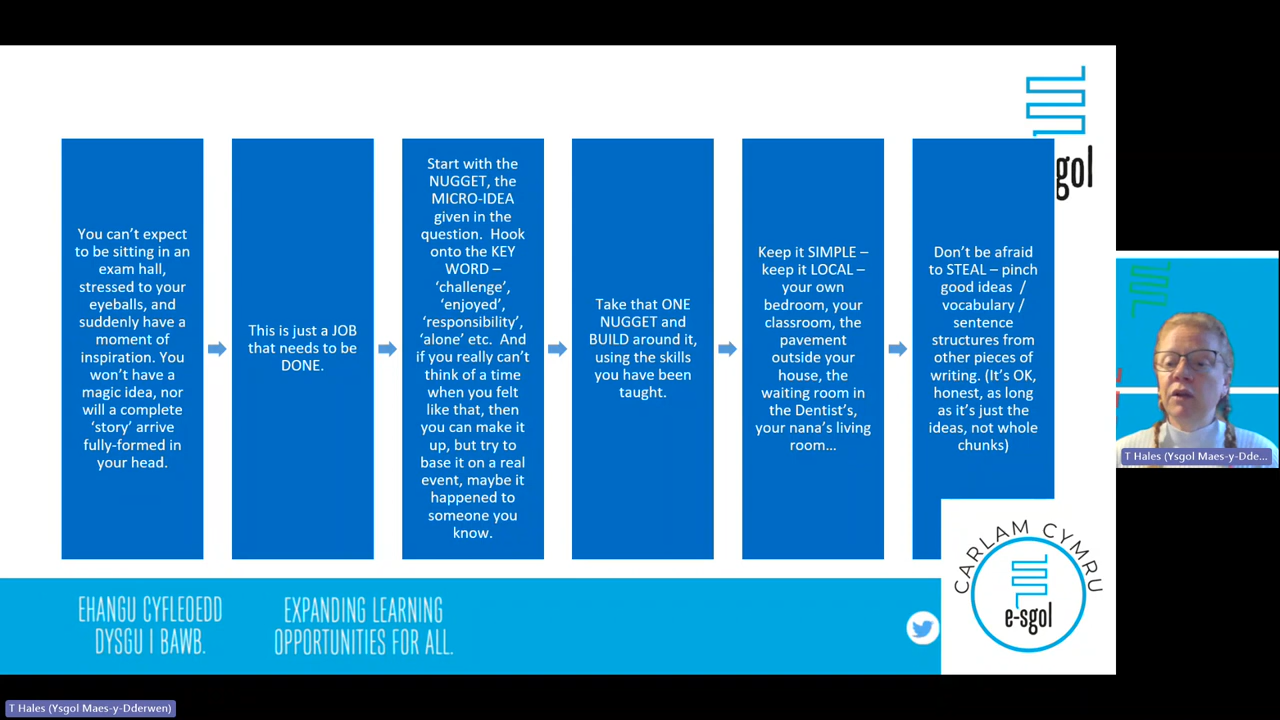 You can't expect
to be sitting in an
exam hall,
stressed to your
eyeballs, and
suddenly have a
moment of
inspiration. You
won't have a
magic idea, nor
will a complete
'story' arrive
fully-formed in
your head.
This is just a JOB
that needs to be
DONE.
Start with the
NUGGET, the
MICRO-IDEA
given in the
question. Hook
onto the KEY
WORD –
'challenge',
'enjoyed',
'responsibility',
'alone' etc. And
if you really can't
think of a time
when you felt
like that, then
you can make it
up, but try to
base it on a real
event, maybe it
happened to
someone you
know.
Take that ONE
NUGGET and
BUILD around it,
using the skills
you have been
taught.
Keep it SIMPLE –
keep it LOCAL –
your own
bedroom, your
classroom, the
pavement
outside your
house, the
waiting room in
the Dentist's,
your nana's living
room...
Don't be afraid
to STEAL – pinch
good ideas /
vocabulary /
sentence
structures from
other pieces of
writing. (It's OK,
honest, as long
as it's just the
ideas, not whole
chunks)
gol
T Hales (Ysgol Maes-y-Dde...
EHANGU CYFLEOEDD
DYSGU I BAWB.
EXPANDING LEARNING
OPPORTUNITIES FOR ALL.
CARLAM CYMRU
e-sgol
T Hales (Ysgol Maes-y-Dderwen)